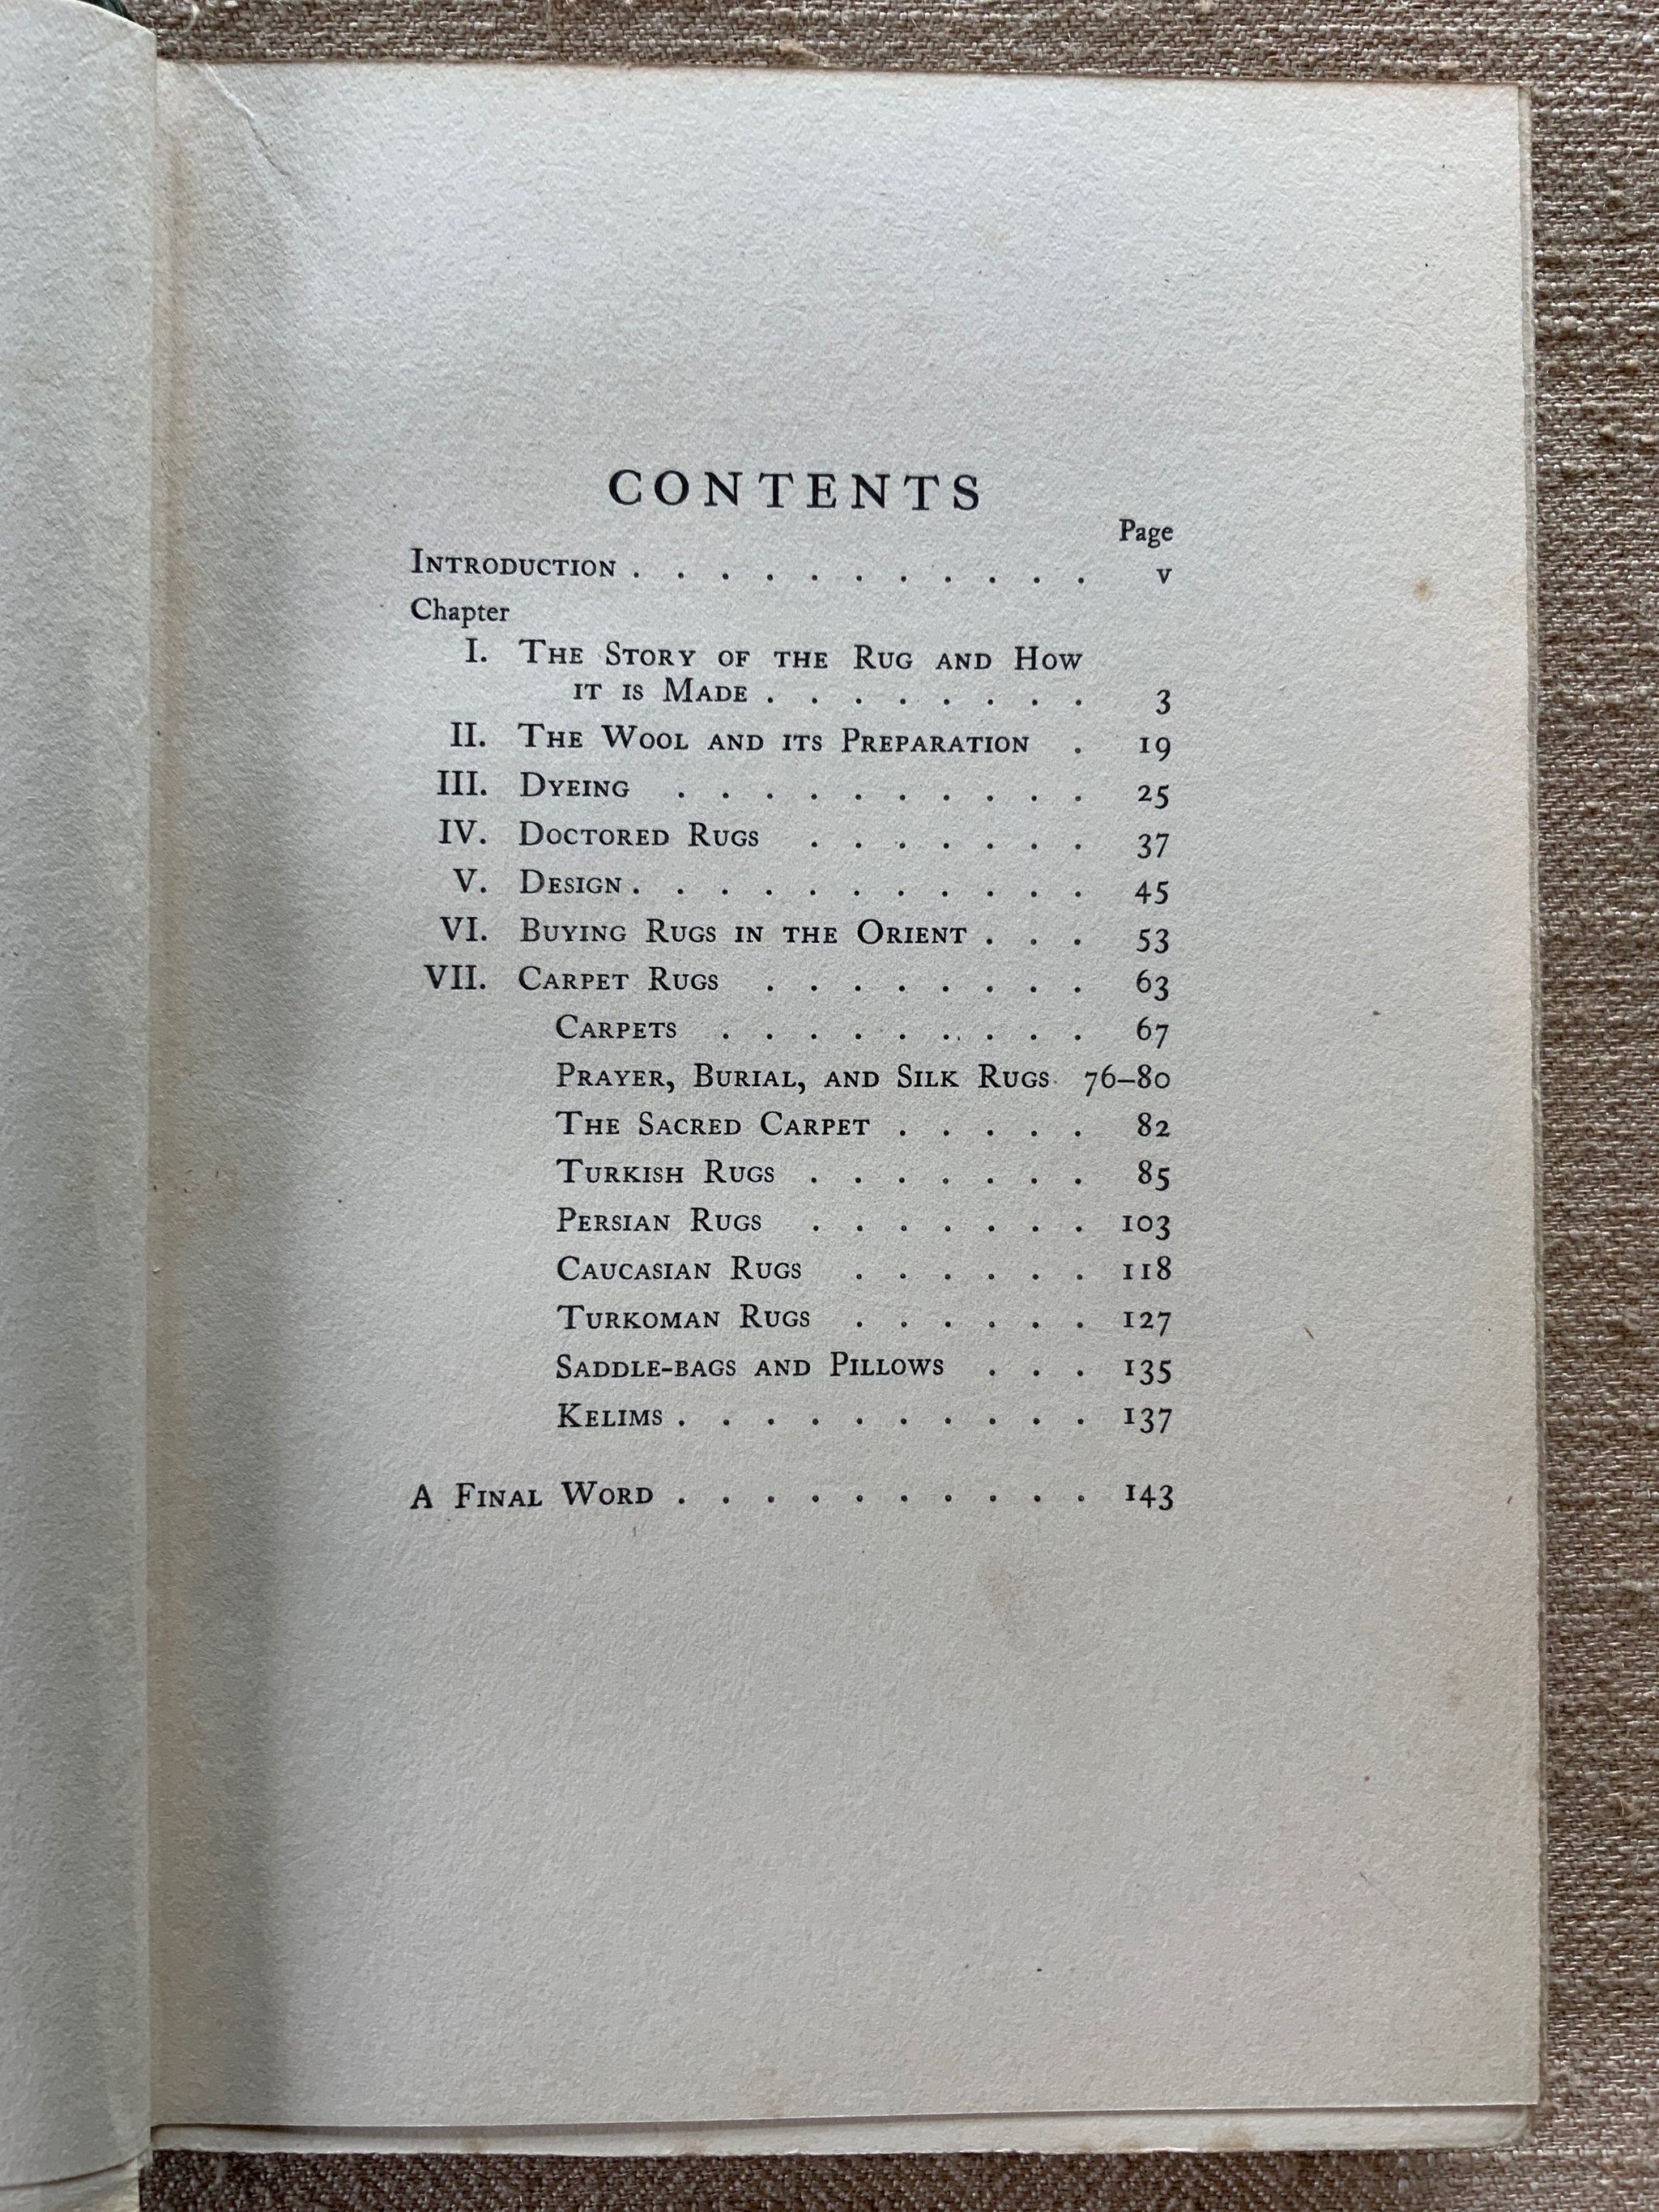 CONTENTS
Page
INTRODUCTION . . . . . . . . . . . v
Chapter
I. THE STORY OF THE RUG AND HOW
IT IS MADE . . . . . . . . 3
II. THE WOOL AND ITS PREPARATION . 19
III. DYEING . . . . . . . . . . 25
IV. DOCTORED RUGS . . . . . . . 37
V. DESIGN . . . . . . . . . . . 45
VI. BUYING RUGS IN THE ORIENT . . . 53
VII. CARPET RUGS . . . . . . . . 63
CARPETS . . . . . . . . . 67
PRAYER, BURIAL, AND SILK RUGS 76–80
THE SACRED CARPET . . . . . 82
TURKISH RUGS . . . . . . . 85
PERSIAN RUGS . . . . . . . 103
CAUCASIAN RUGS . . . . . . 118
TURKOMAN RUGS . . . . . . 127
SADDLE-BAGS AND PILLOWS . . . 135
KELIMS . . . . . . . . . . 137
A FINAL WORD . . . . . . . . . . 143